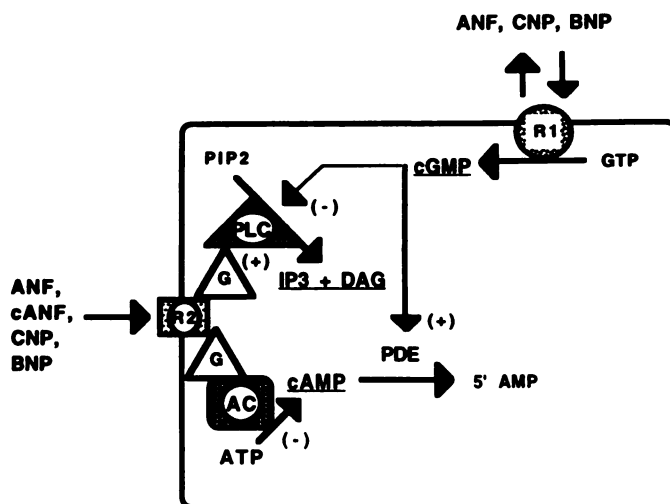 ANF, CNP, BNP
R1
PIP2
cGMP
GTP
(-)
PLC
(+)
G
IP3 + DAG
ANF,
cANF,
CNP,
BNP
R2
(+)
PDE
G
cAMP
5' AMP
AC
(-)
ATP